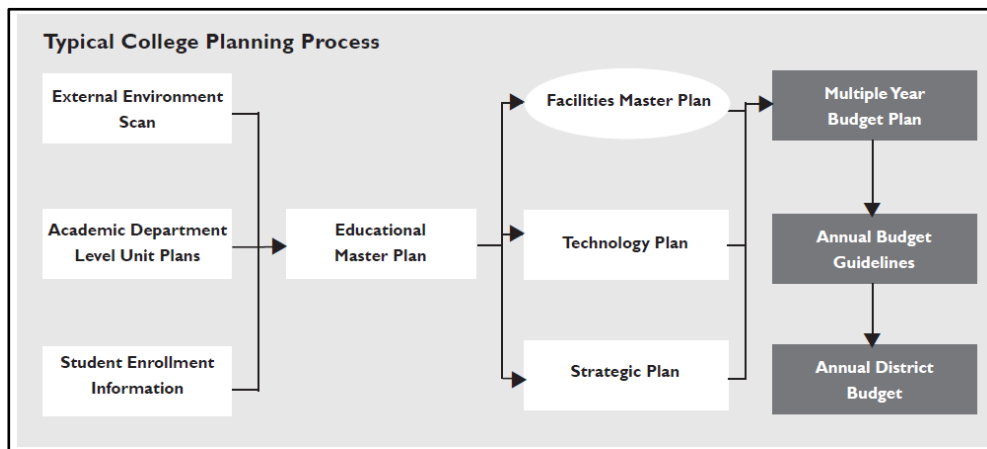 Typical College Planning Process
External Environment
Scan
Academic Department
Level Unit Plans
Student Enrollment
Information
Educational
Master Plan
Facilities Master Plan
Technology Plan
Strategic Plan
Multiple Year
Budget Plan
Annual Budget
Guidelines
Annual District
Budget